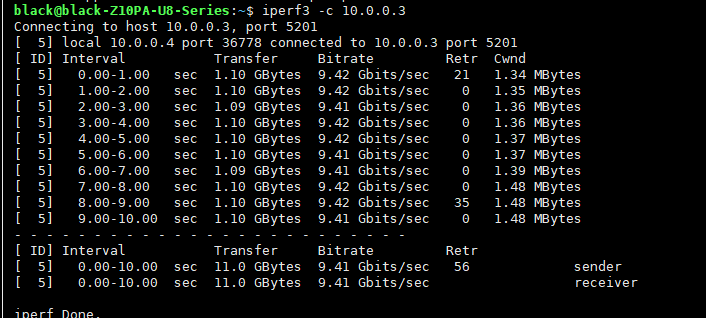 black@black-Z10PA-U8-Series:~$ iperf3 -c 10.0.0.3
Connecting to host 10.0.0.3, port 5201
[  5] local 10.0.0.4 port 36778 connected to 10.0.0.3 port 5201
[ ID] Interval           Transfer     Bitrate         Retr  Cwnd
[  5]   0.00-1.00   sec  1.10 GBytes  9.42 Gbits/sec   21   1.34 MBytes
[  5]   1.00-2.00   sec  1.10 GBytes  9.42 Gbits/sec    0   1.35 MBytes
[  5]   2.00-3.00   sec  1.09 GBytes  9.41 Gbits/sec    0   1.36 MBytes
[  5]   3.00-4.00   sec  1.10 GBytes  9.42 Gbits/sec    0   1.36 MBytes
[  5]   4.00-5.00   sec  1.10 GBytes  9.42 Gbits/sec    0   1.37 MBytes
[  5]   5.00-6.00   sec  1.10 GBytes  9.41 Gbits/sec    0   1.37 MBytes
[  5]   6.00-7.00   sec  1.09 GBytes  9.41 Gbits/sec    0   1.39 MBytes
[  5]   7.00-8.00   sec  1.10 GBytes  9.42 Gbits/sec    0   1.48 MBytes
[  5]   8.00-9.00   sec  1.10 GBytes  9.42 Gbits/sec   35   1.48 MBytes
[  5]   9.00-10.00  sec  1.10 GBytes  9.41 Gbits/sec    0   1.48 MBytes
- - - - - - - - - - - - - - - - - - - - - - - - -
[ ID] Interval           Transfer     Bitrate         Retr
[  5]   0.00-10.00  sec  11.0 GBytes  9.41 Gbits/sec   56             sender
[  5]   0.00-10.00  sec  11.0 GBytes  9.41 Gbits/sec                  receiver
iperf Done.